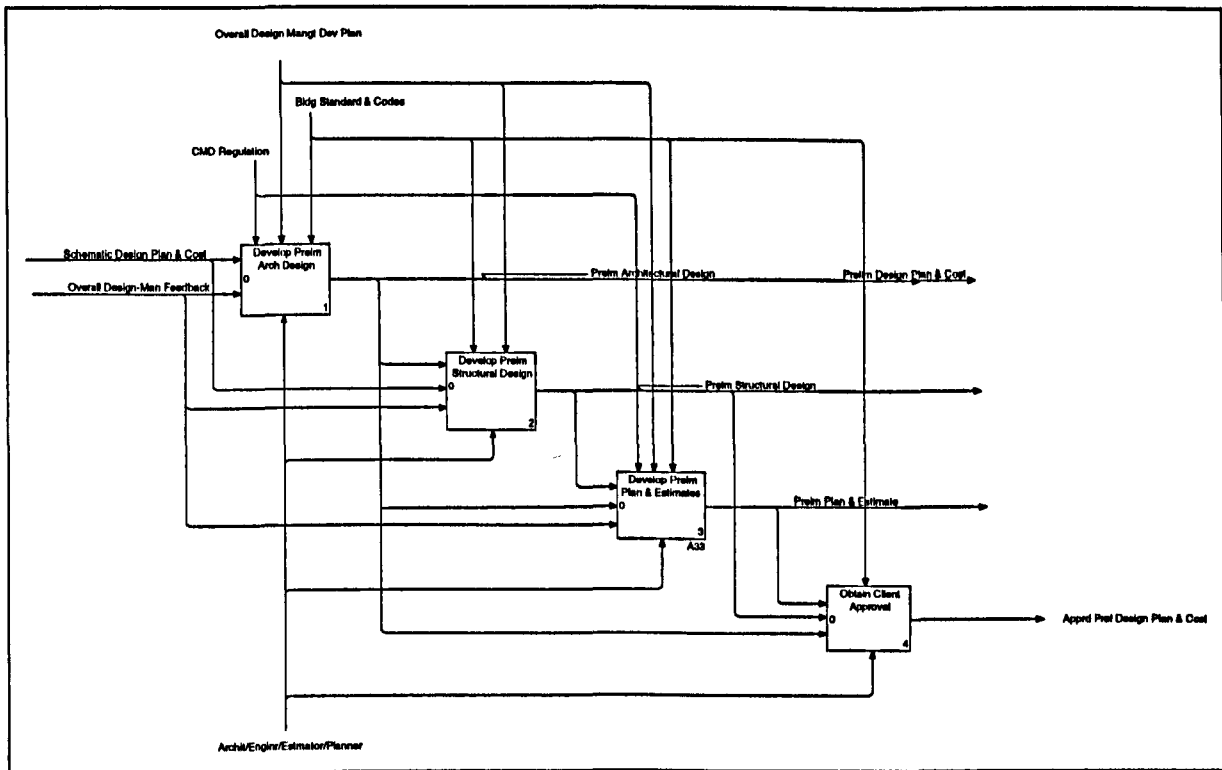 Overall Design Mangt Dev Plan
Bldg Standard & Codes
CMD Regulation
Schematic Design Plan & Cost
Overall Design-Man Feedback
Develop Prelm
Arch Design
0
1
Prelm Architectural Design
Prelim Design Plan & Cost
Develop Prelm
Structural Design
0
2
Prelm Structural Design
Develop Prelm
Plan & Estimates
0
3
A33
Prelm Plan & Estimate
Obtain Client
Approval
0
4
Apprd Prel Design Plan & Cost
Archit/Enginr/Estmator/Planner